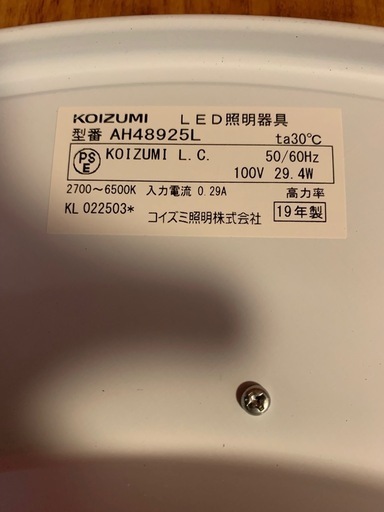 KOIZUMI LED照明器具
型番 AH48925L ta30℃
PSE KOIZUMI L.C. 50/60Hz
100V 29.4W
2700～6500K 入力電流 0.29A 高力率
KL 022503* コイズミ照明株式会社 19年製